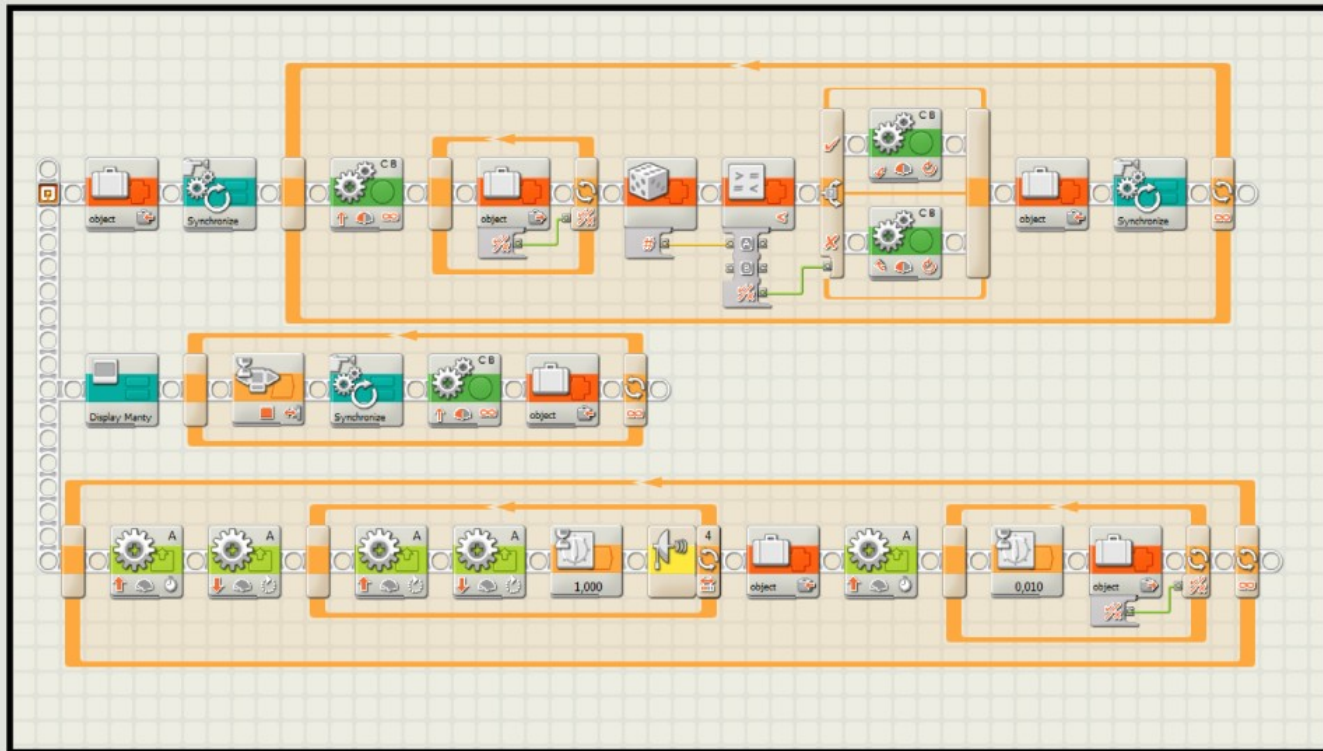 C B
C B
object
Synchronize
object
#
A
B
C B
object
Synchronize
C B
Display Manty
Synchronize
object
A
A
A
A
1,000
4
object
A
0,010
object